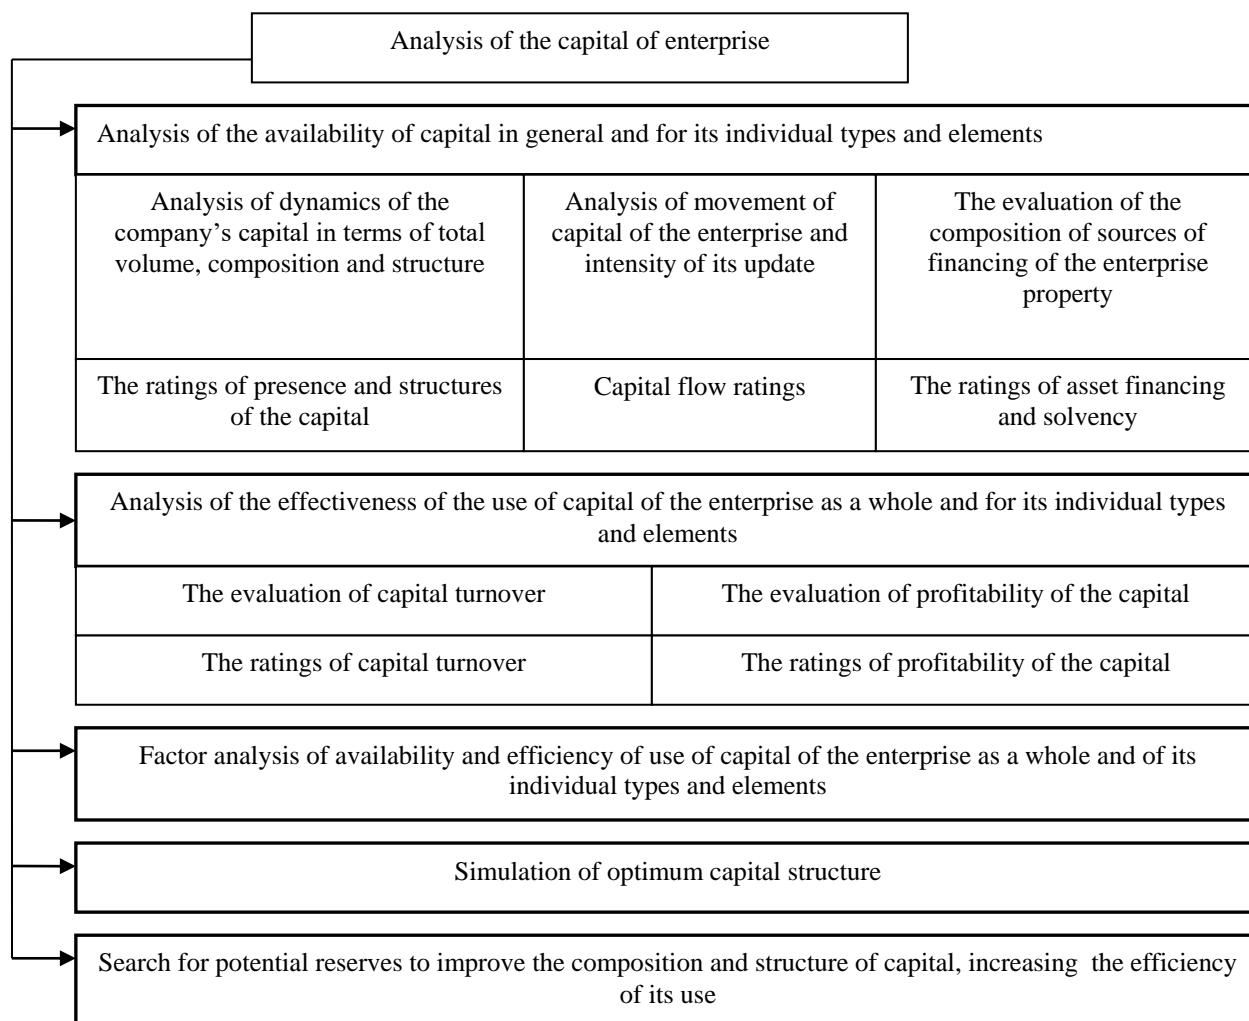 Analysis of the capital of enterprise
Analysis of the availability of capital in general and for its individual types and elements
Analysis of dynamics of the
company’s capital in terms of total
volume, composition and structure
Analysis of movement of
capital of the enterprise and
intensity of its update
The evaluation of the
composition of sources of
financing of the enterprise
property
The ratings of presence and structures
of the capital
Capital flow ratings
The ratings of asset financing
and solvency
Analysis of the effectiveness of the use of capital of the enterprise as a whole and for its individual types
and elements
The evaluation of capital turnover
The evaluation of profitability of the capital
The ratings of capital turnover
The ratings of profitability of the capital
Factor analysis of availability and efficiency of use of capital of the enterprise as a whole and of its
individual types and elements
Simulation of optimum capital structure
Search for potential reserves to improve the composition and structure of capital, increasing  the efficiency
of its use